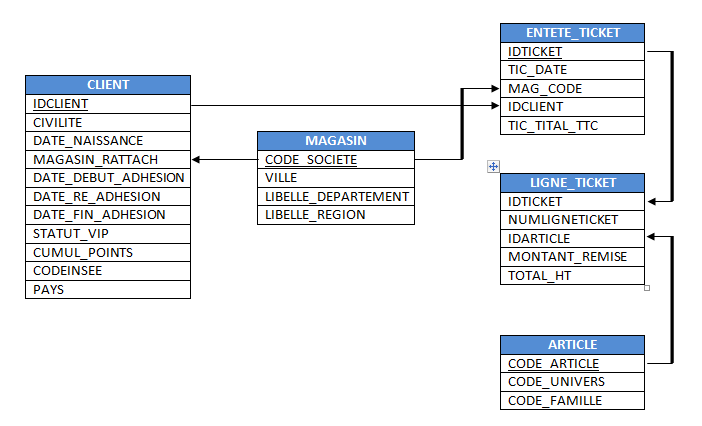 CLIENT
IDCLIENT
CIVILITE
DATE_NAISSANCE
MAGASIN_RATTACH
DATE_DEBUT_ADHESION
DATE_RE_ADHESION
DATE_FIN_ADHESION
STATUT_VIP
CUMUL_POINTS
CODEINSEE
PAYS
MAGASIN
CODE_SOCIETE
VILLE
LIBELLE_DEPARTEMENT
LIBELLE_REGION
ENTETE_TICKET
IDTICKET
TIC_DATE
MAG_CODE
IDCLIENT
TIC_TITAL_TTC
LIGNE_TICKET
IDTICKET
NUMLIGNETICKET
IDARTICLE
MONTANT_REMISE
TOTAL_HT
ARTICLE
CODE_ARTICLE
CODE_UNIVERS
CODE_FAMILLE